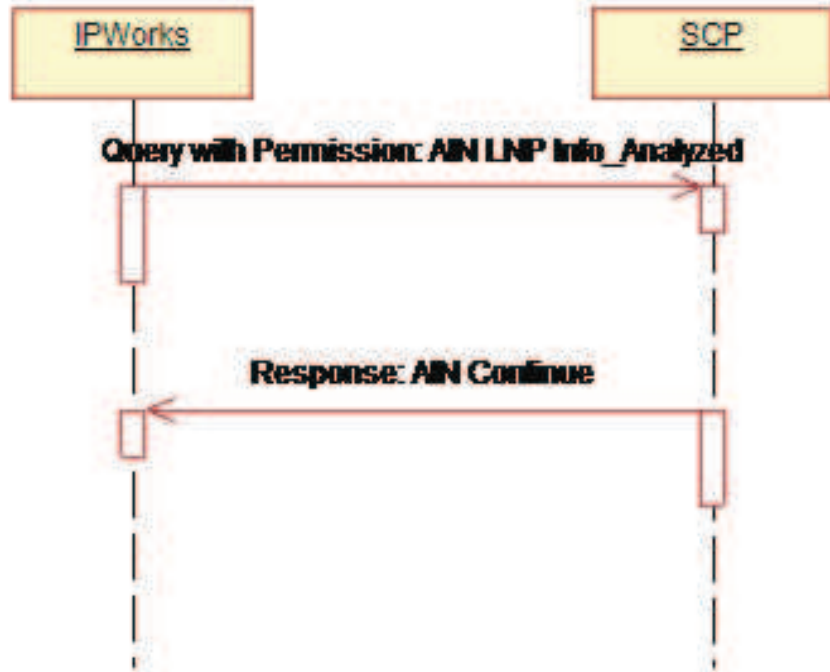 IPWorks
SCP
Query with Permission: AIN LNP Info_Analyzed
Response: AIN Continue